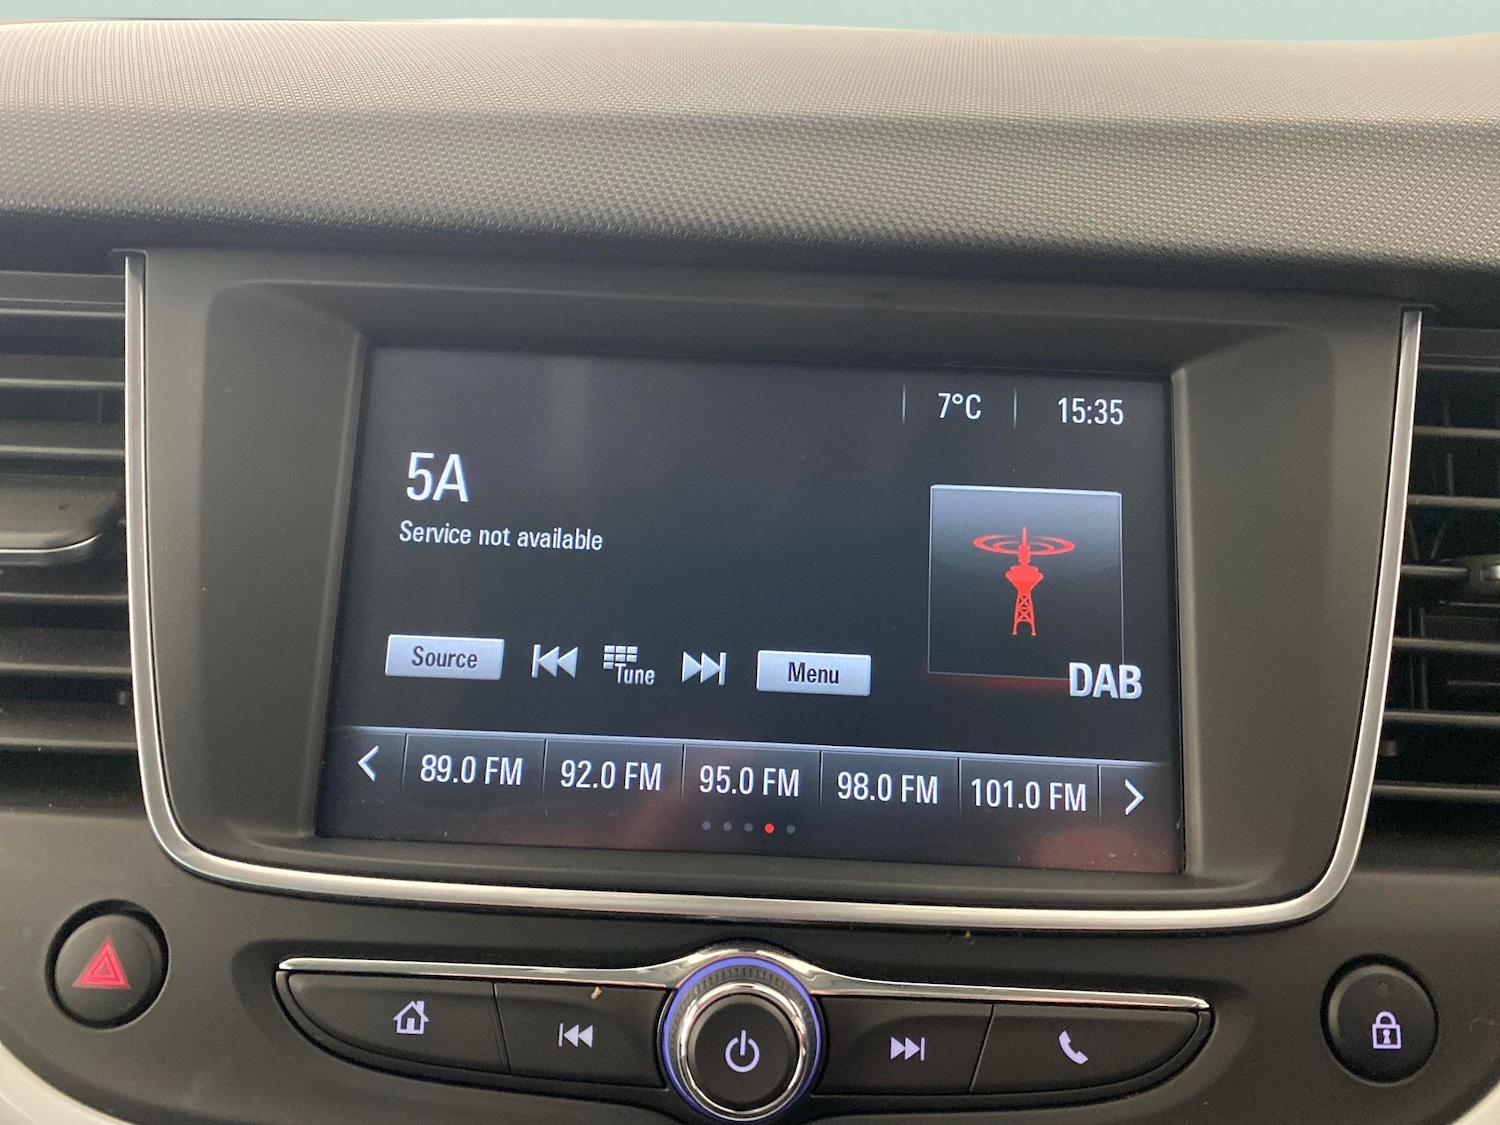 7°C 15:35
5A
Service not available
Source Tune Menu
DAB
89.0 FM 92.0 FM 95.0 FM 98.0 FM 101.0 FM